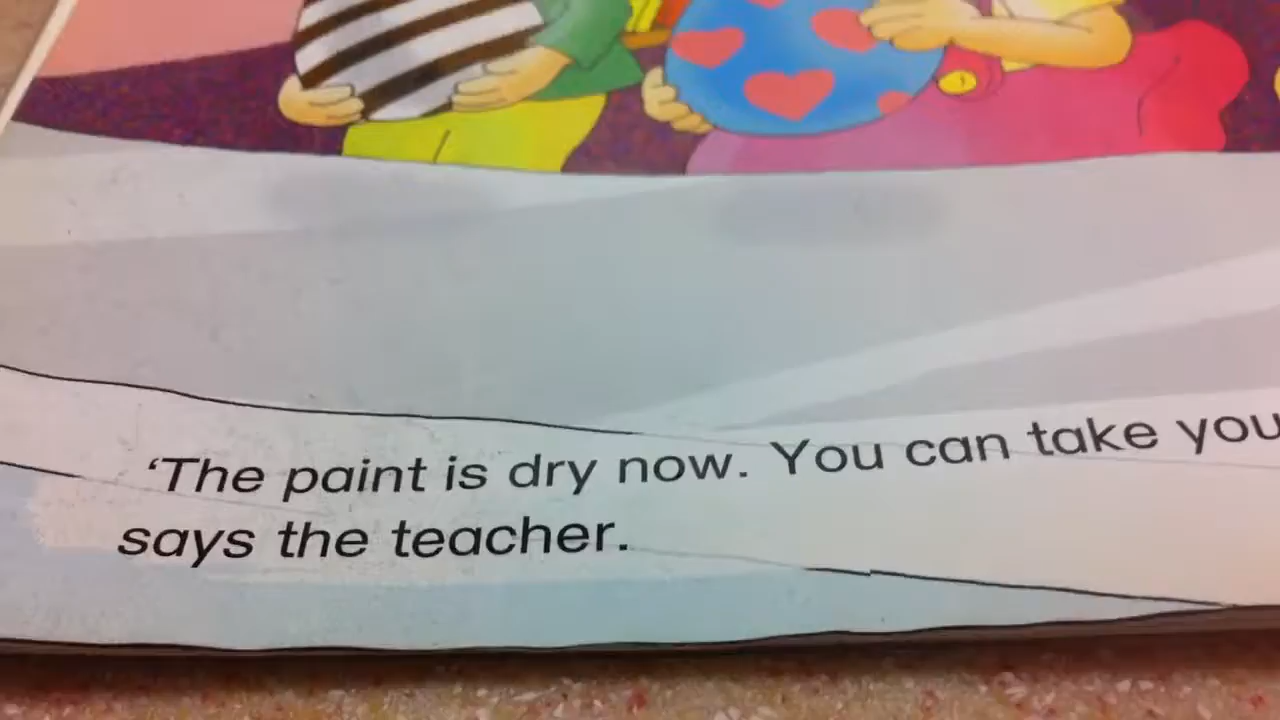 ‘The paint is dry now. You can take you
says the teacher.